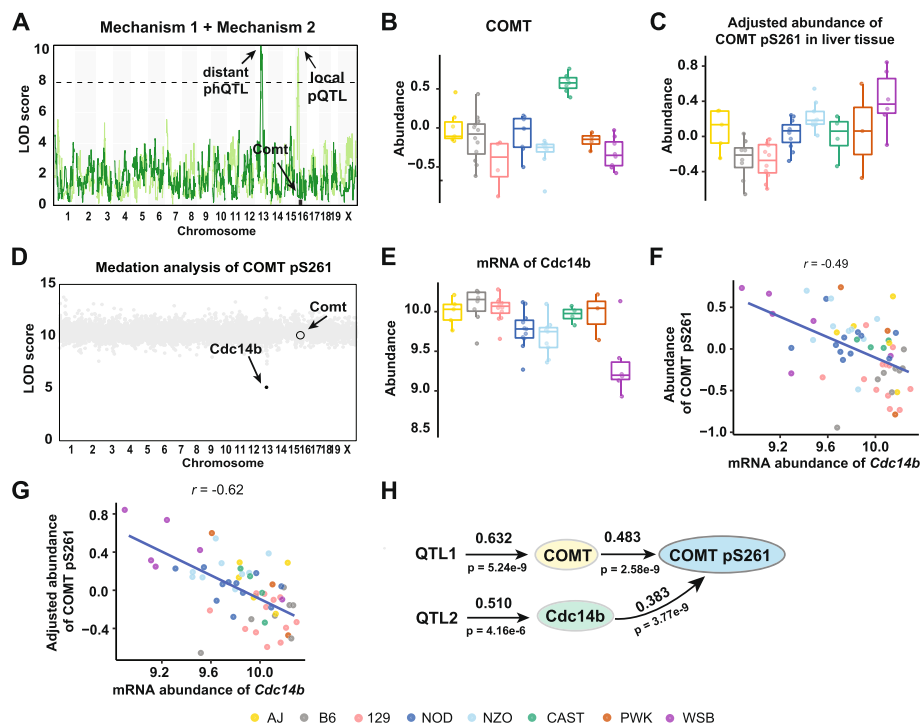 A
Mechanism 1 + Mechanism 2
LOD score
10
8
6
4
2
0
distant
phQTL
local
pQTL
Comt
1 2 3 4 5 6 7 8 9 10 11 12 13 14 15 16 17 18 19 X
Chromosome
B
COMT
Abundance
0.5
0.0
−0.5
C
Adjusted abundance of
COMT pS261 in liver tissue
Abundance
0.8
0.4
0.0
−0.4
D
Medation analysis of COMT pS261
LOD score
15
10
5
0
Comt
Cdc14b
1 2 3 4 5 6 7 8 9 10 11 12 13 14 15 16 17 18 19 X
Chromosome
E
mRNA of Cdc14b
Abundance
10.0
9.5
9.0
8.5
F
r = -0.49
Abundance
of COMT pS261
0.5
0.0
−0.5
−1.0
9.2 9.6 10.0
mRNA abundance of Cdc14b
G
r = -0.62
Adjusted abundance
of COMT pS261
0.8
0.4
0.0
−0.4
9.2 9.6 10.0
mRNA abundance of Cdc14b
H
QTL1
0.632
p = 5.24e-9
COMT
0.483
p = 2.58e-9
COMT pS261
QTL2
0.510
p = 4.16e-6
Cdc14b
0.383
p = 3.77e-9
AJ B6 129 NOD NZO CAST PWK WSB